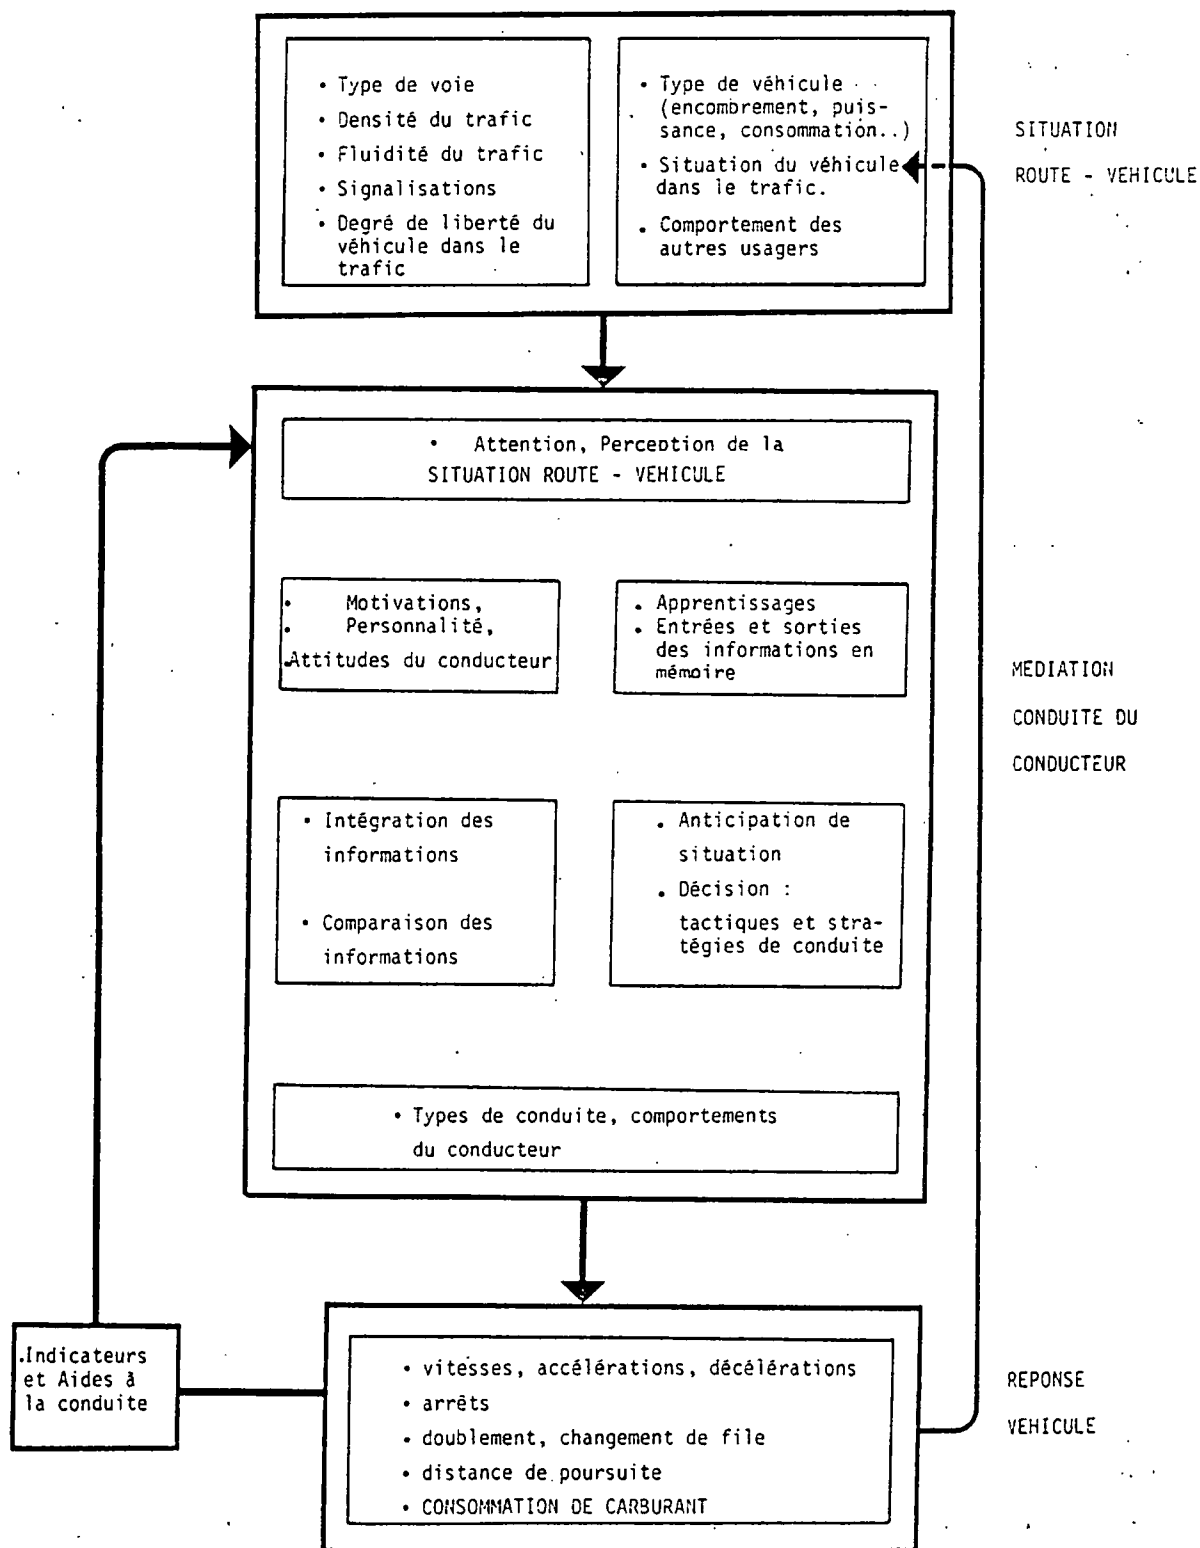 • Type de voie
• Densité du trafic
• Fluidité du trafic
• Signalisations
• Degré de liberté du
véhicule dans le
trafic
• Type de véhicule
(encombrement, puis-
sance, consommation..)
• Situation du véhicule
dans le trafic.
• Comportement des
autres usagers
SITUATION
ROUTE - VEHICULE
• Attention, Perception de la
SITUATION ROUTE - VEHICULE
• Motivations,
• Personnalité,
.Attitudes du conducteur
• Apprentissages
• Entrées et sorties
des informations en
mémoire
MEDIATION
CONDUITE DU
CONDUCTEUR
• Intégration des
informations
• Comparaison des
informations
• Anticipation de
situation
• Décision :
tactiques et stra-
tégies de conduite
• Types de conduite, comportements
du conducteur
.Indicateurs
et Aides à
la conduite
• vitesses, accélérations, décélérations
• arrêts
• doublement, changement de file
• distance de poursuite
• CONSOMMATION DE CARBURANT
REPONSE
VEHICULE